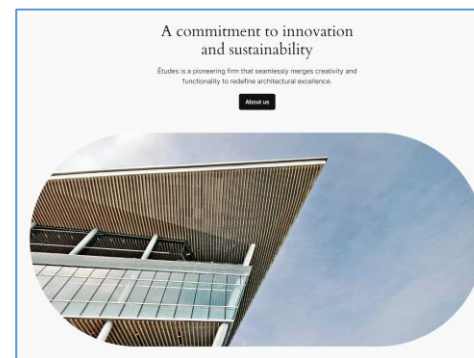 A commitment to innovation
and sustainability
Études is a pioneering firm that seamlessly merges creativity and
functionality to redefine architectural excellence.
About us